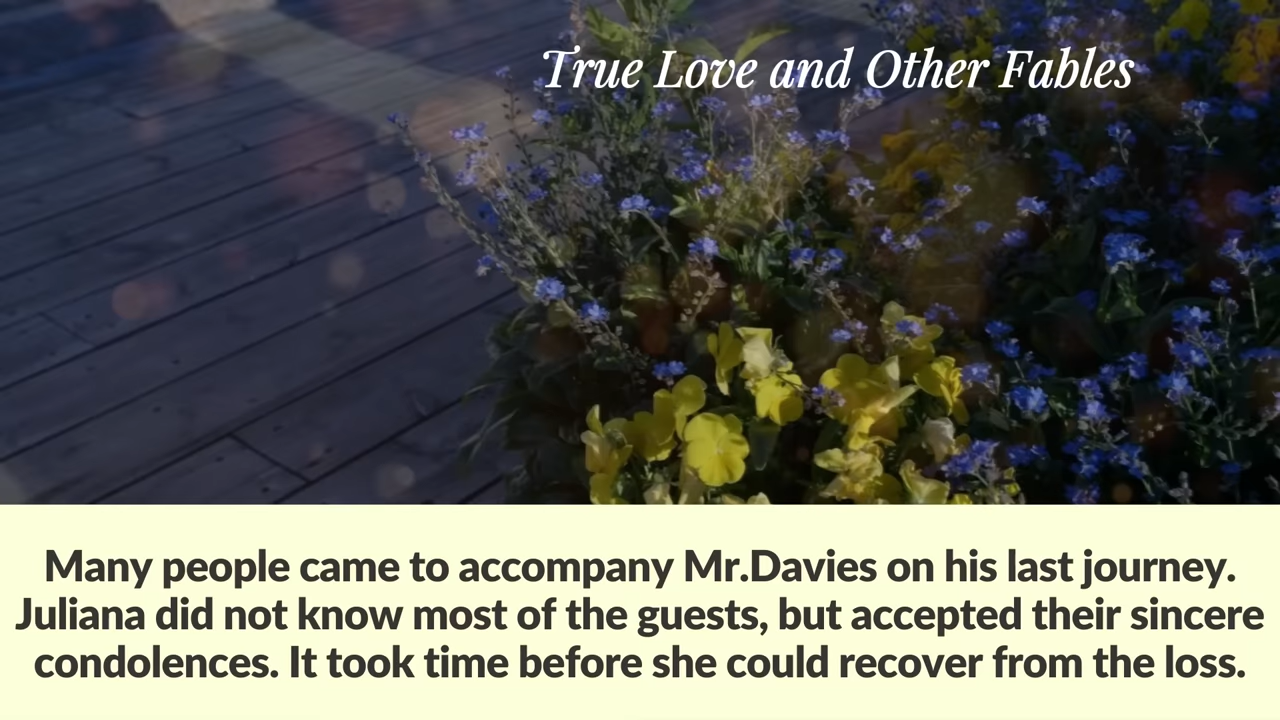 True Love and Other Fables
Many people came to accompany Mr.Davies on his last journey.
Juliana did not know most of the guests, but accepted their sincere
condolences. It took time before she could recover from the loss.